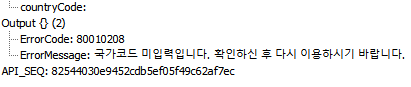 countryCode:
Output {} (2)
ErrorCode: 80010208
ErrorMessage: 국가코드 미입력입니다. 확인하신 후 다시 이용하시기 바랍니다.
API_SEQ: 82544030e9452cdb5ef05f49c62af7ec